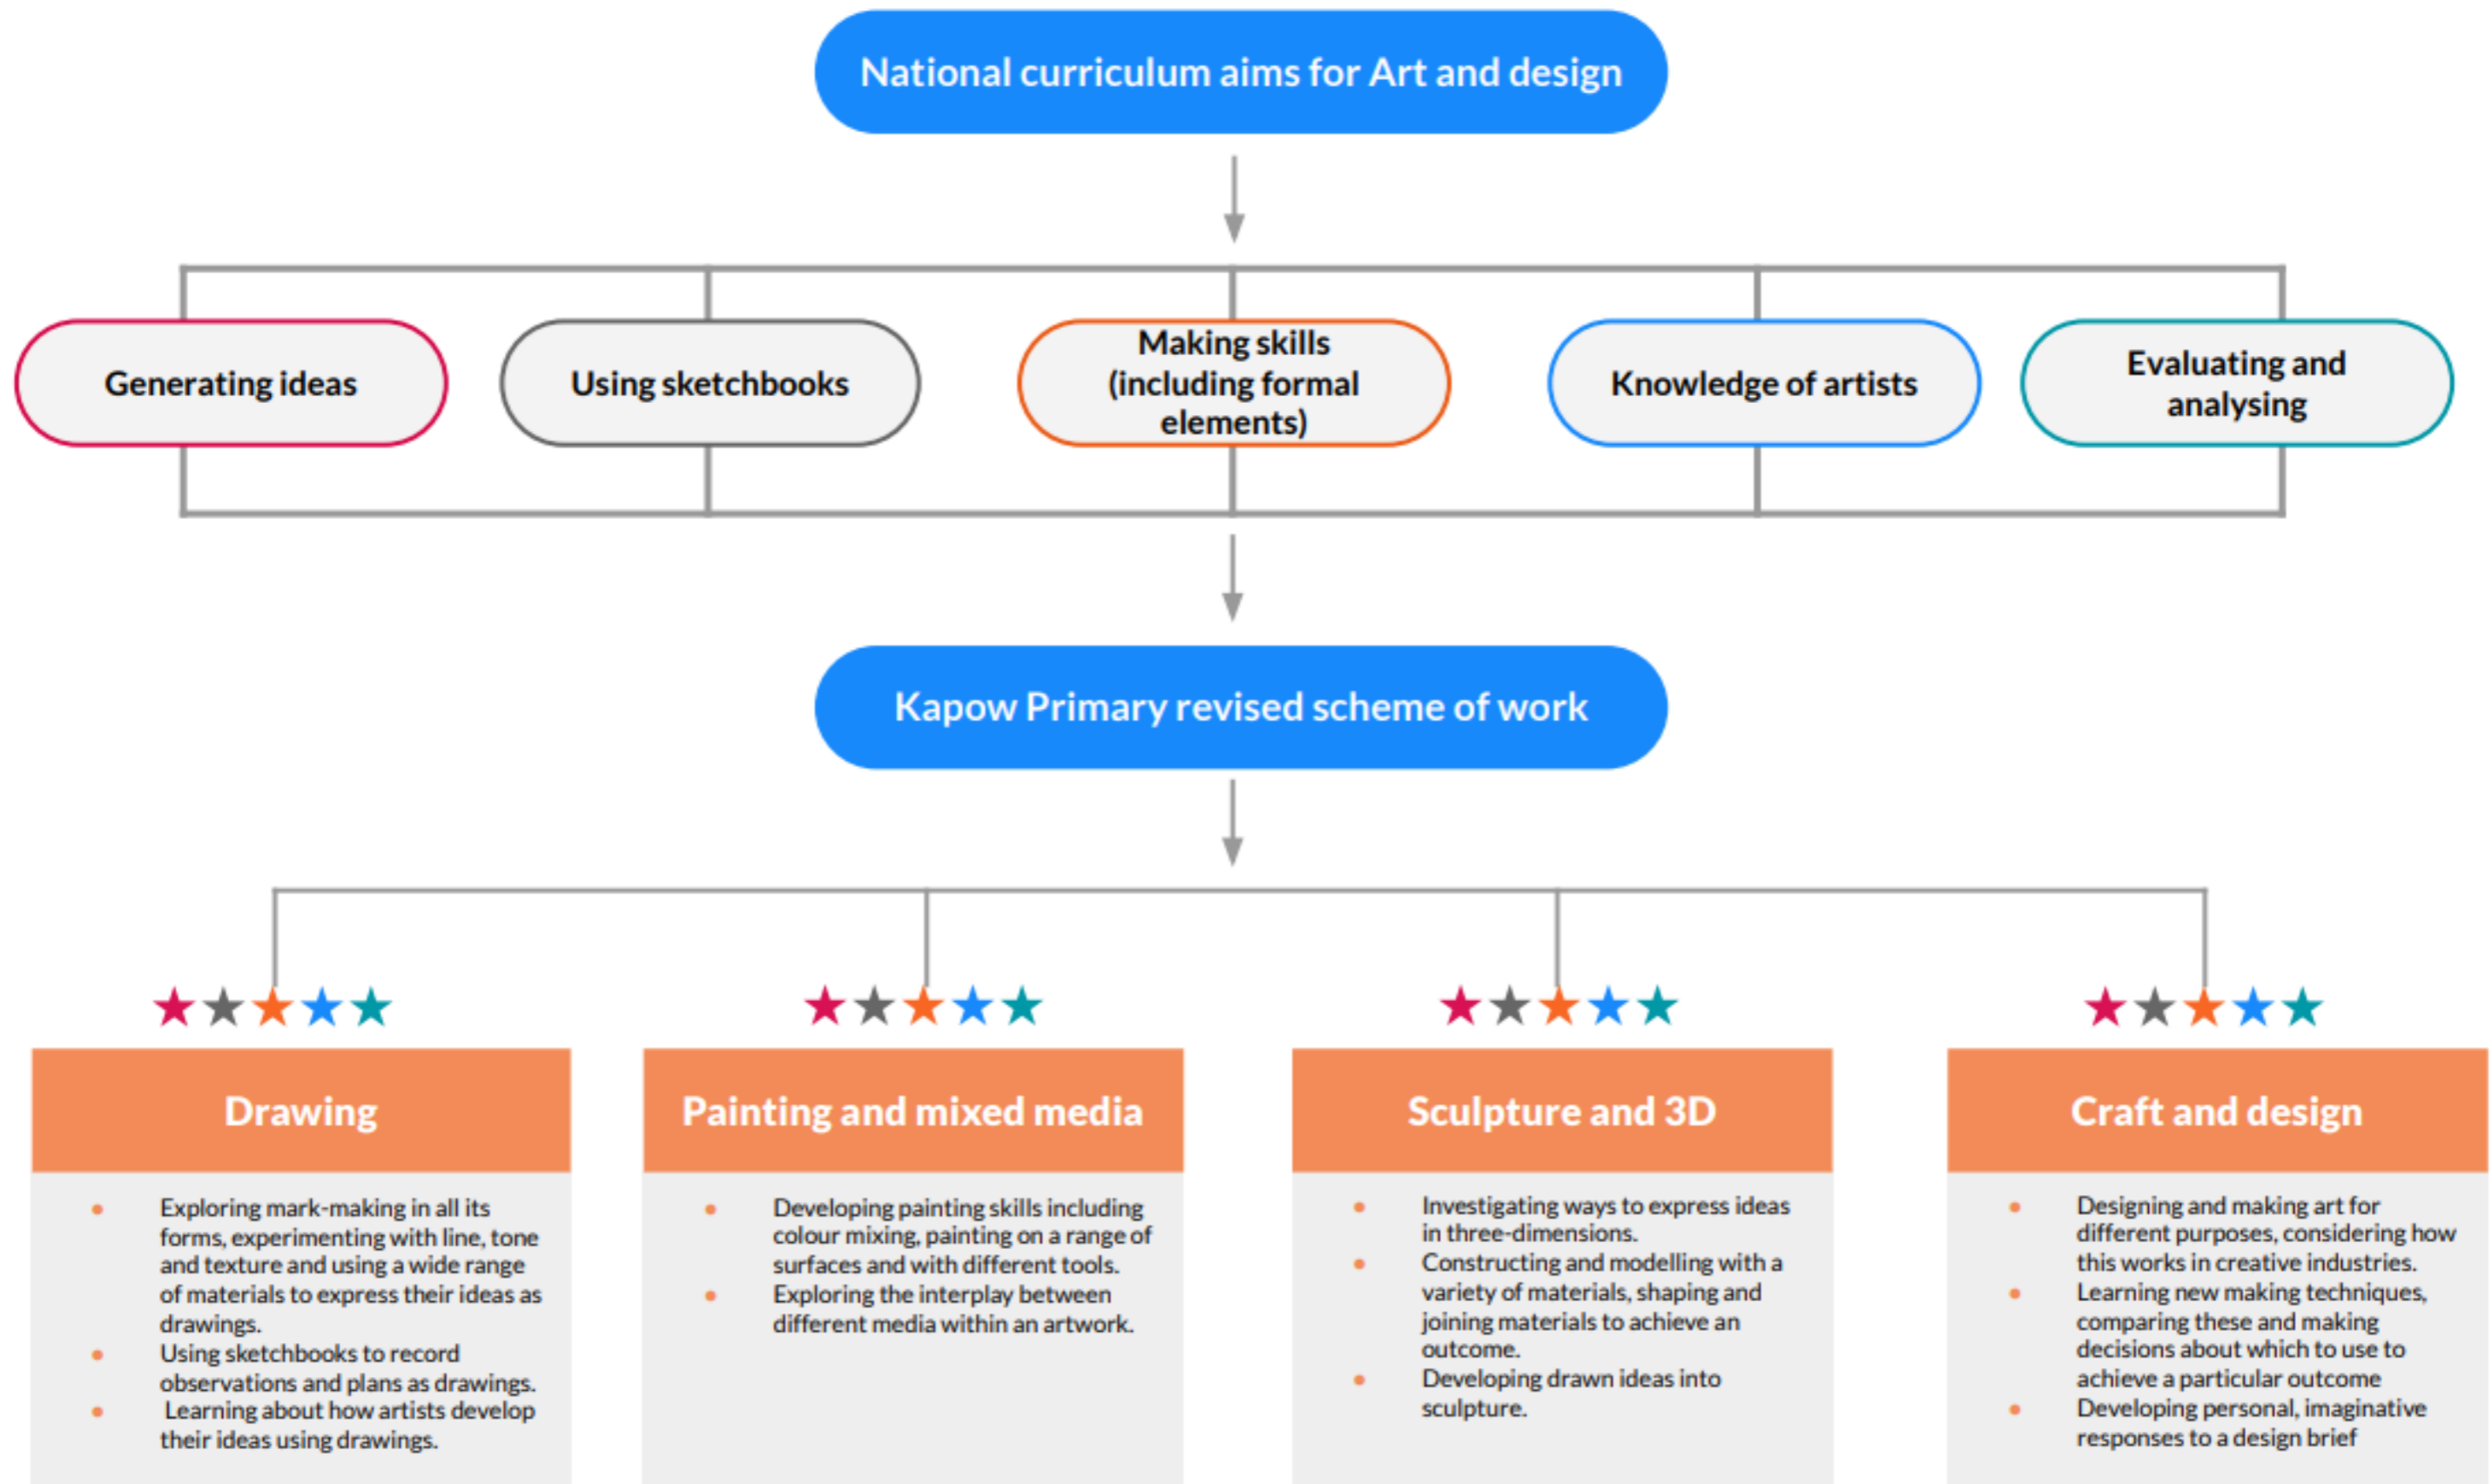 National curriculum aims for Art and design
Generating ideas
Using sketchbooks
Making skills
(including formal
elements)
Knowledge of artists
Evaluating and
analysing
Kapow Primary revised scheme of work
Drawing
• Exploring mark-making in all its
forms, experimenting with line, tone
and texture and using a wide range
of materials to express their ideas as
drawings.
• Using sketchbooks to record
observations and plans as drawings.
• Learning about how artists develop
their ideas using drawings.
Painting and mixed media
• Developing painting skills including
colour mixing, painting on a range of
surfaces and with different tools.
• Exploring the interplay between
different media within an artwork.
Sculpture and 3D
• Investigating ways to express ideas
in three-dimensions.
• Constructing and modelling with a
variety of materials, shaping and
joining materials to achieve an
outcome.
• Developing drawn ideas into
sculpture.
Craft and design
• Designing and making art for
different purposes, considering how
this works in creative industries.
• Learning new making techniques,
comparing these and making
decisions about which to use to
achieve a particular outcome
• Developing personal, imaginative
responses to a design brief